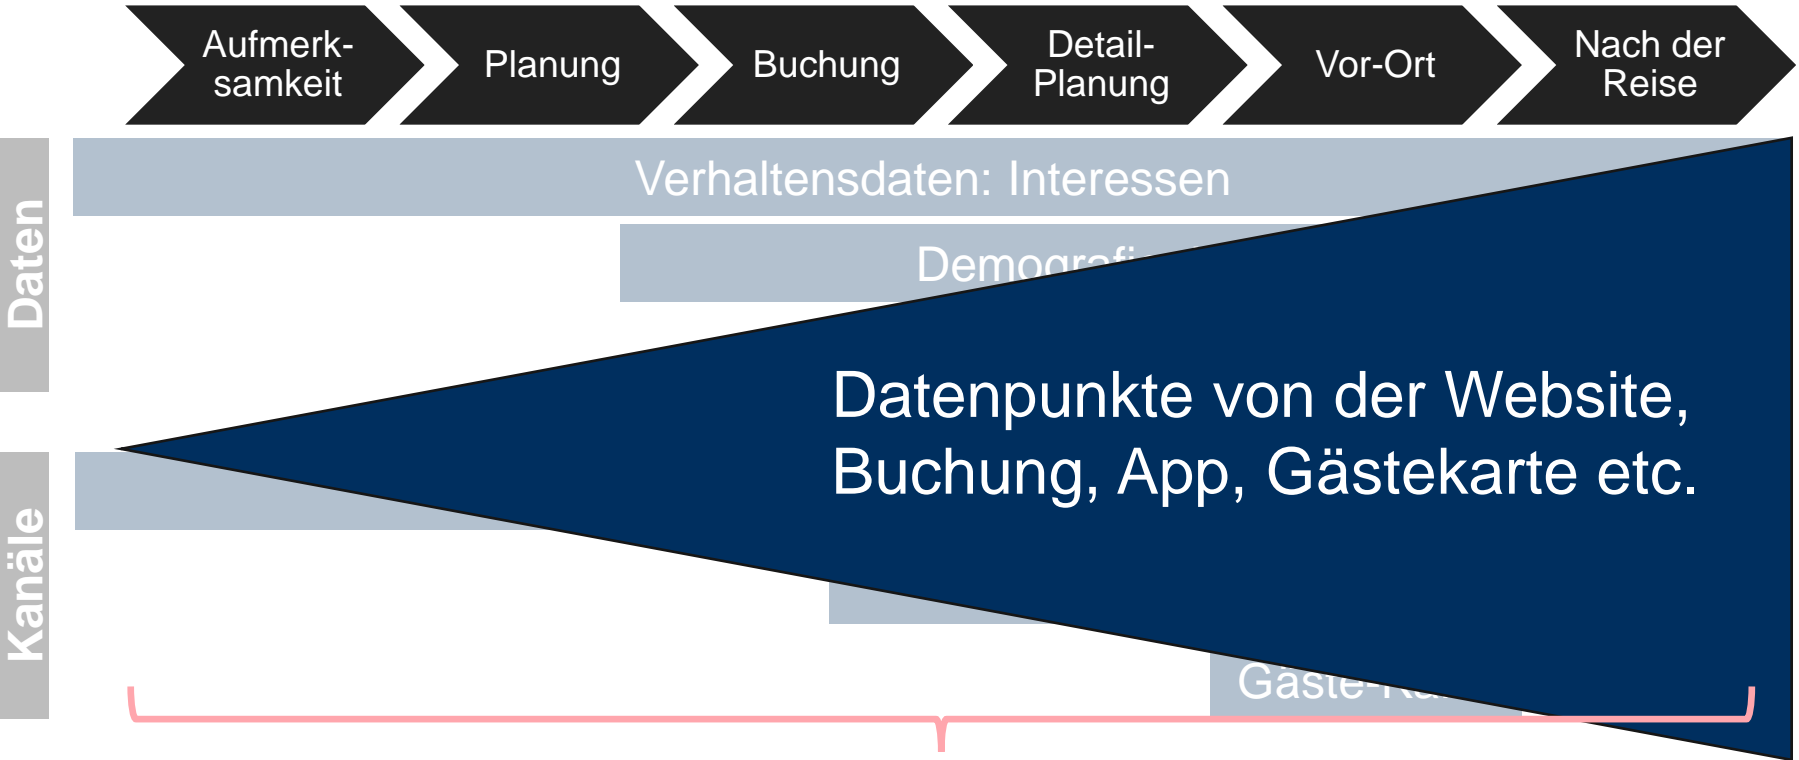 Aufmerk-
samkeit
Planung
Buchung
Detail-
Planung
Vor-Ort
Nach der
Reise
Daten
Verhaltensdaten: Interessen
Datenpunkte von der Website,
Buchung, App, Gästekarte etc.
Kanäle